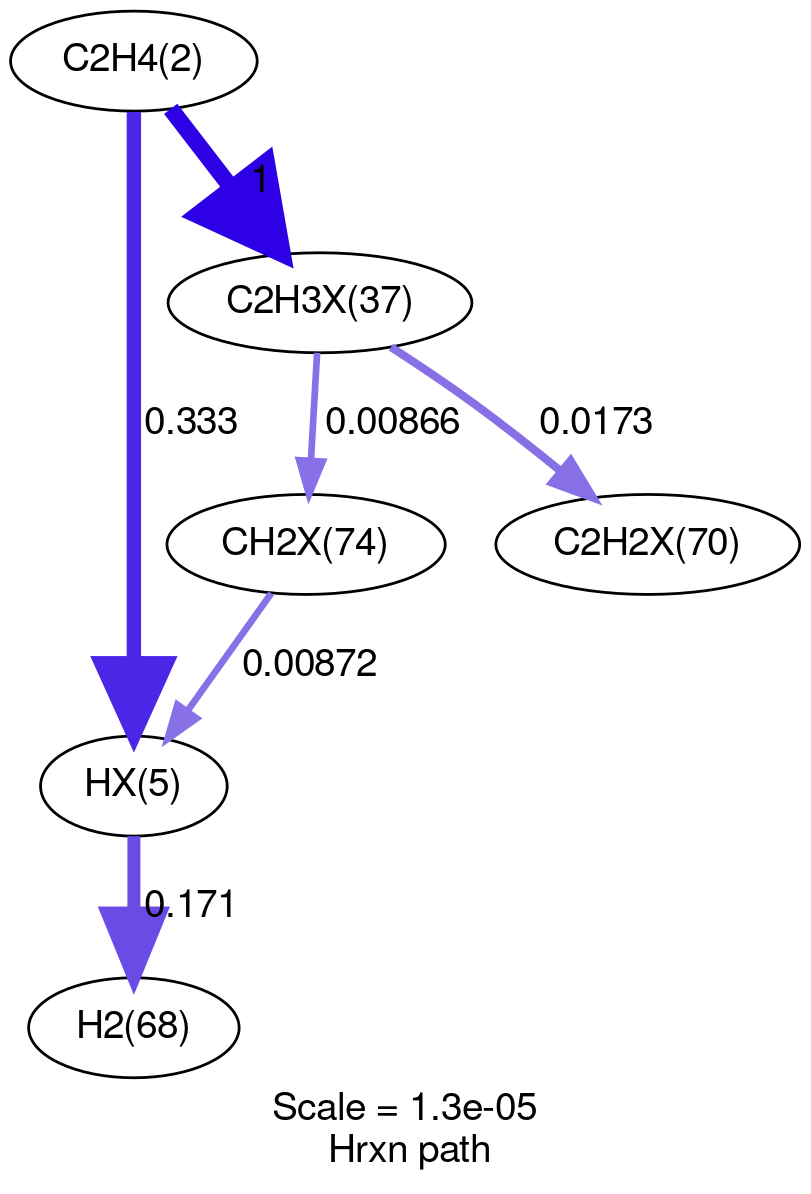 C2H4(2)
1
C2H3X(37)
0.333
0.00866
0.0173
CH2X(74)
C2H2X(70)
0.00872
HX(5)
0.171
H2(68)
Scale = 1.3e-05
Hrxn path